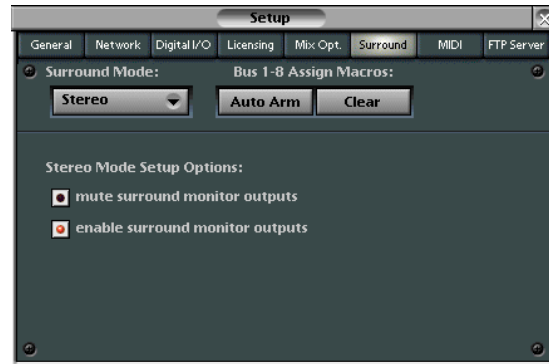 Setup
General Network Digital I/O Licensing Mix Opt. Surround MIDI FTP Server
Surround Mode: Bus 1-8 Assign Macros:
Stereo Auto Arm Clear
Stereo Mode Setup Options:
mute surround monitor outputs
enable surround monitor outputs